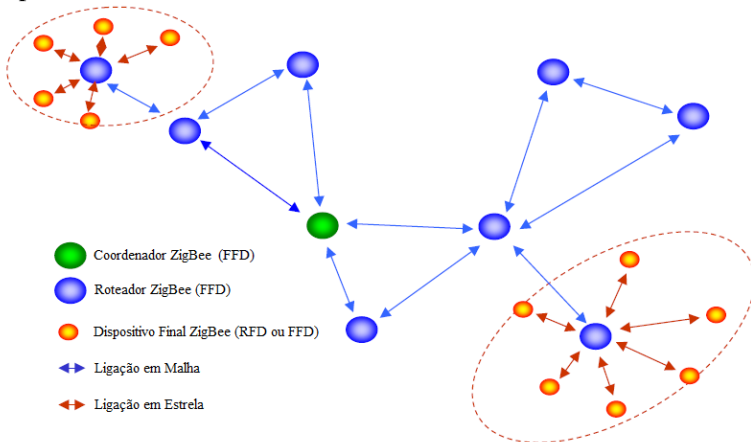 Coordenador ZigBee (FFD)
Roteador ZigBee (FFD)
Dispositivo Final ZigBee (RFD ou FFD)
Ligação em Malha
Ligação em Estrela